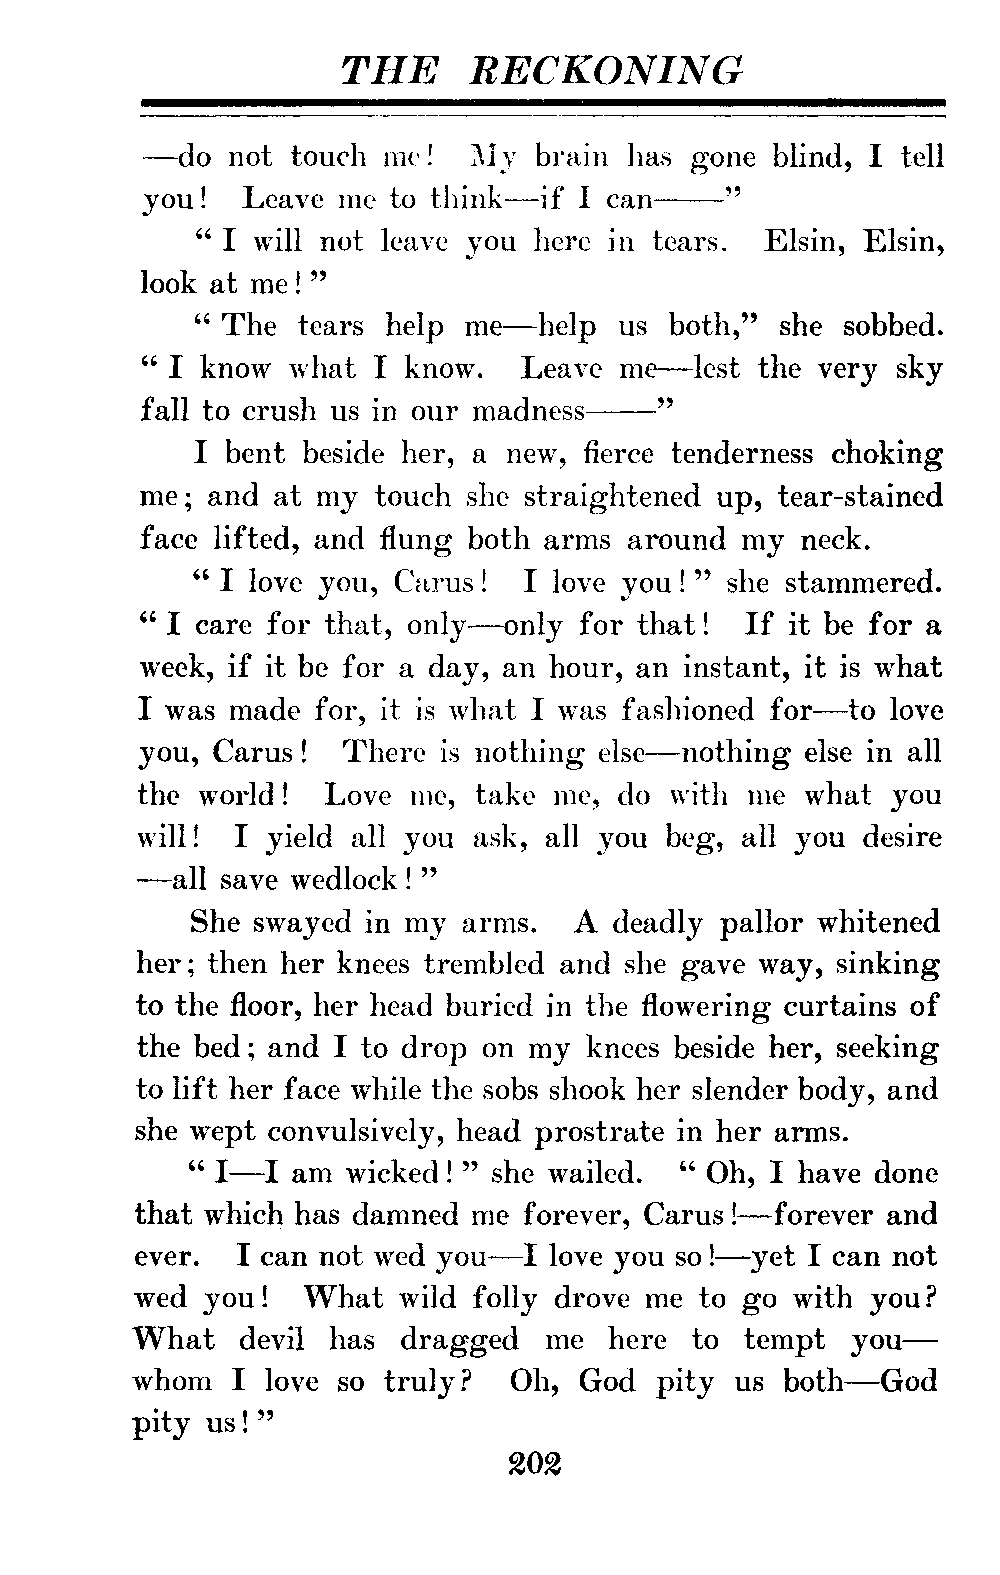 THE RECKONING
—do not touch me! My brain has gone blind, I tell
you! Leave me to think—if I can——"
"I will not leave you here in tears. Elsin, Elsin,
look at me!"
"The tears help me—help us both," she sobbed.
"I know what I know. Leave me—lest the very sky
fall to crush us in our madness——"
I bent beside her, a new, fierce tenderness choking
me; and at my touch she straightened up, tear-stained
face lifted, and flung both arms around my neck.
"I love you, Carus! I love you!" she stammered.
"I care for that, only—only for that! If it be for a
week, if it be for a day, an hour, an instant, it is what
I was made for, it is what I was fashioned for—to love
you, Carus! There is nothing else—nothing else in all
the world! Love me, take me, do with me what you
will! I yield all you ask, all you beg, all you desire
—all save wedlock!"
She swayed in my arms. A deadly pallor whitened
her; then her knees trembled and she gave way, sinking
to the floor, her head buried in the flowering curtains of
the bed; and I to drop on my knees beside her, seeking
to lift her face while the sobs shook her slender body, and
she wept convulsively, head prostrate in her arms.
"I—I am wicked!" she wailed. "Oh, I have done
that which has damned me forever, Carus!—forever and
ever. I can not wed you—I love you so!—yet I can not
wed you! What wild folly drove me to go with you?
What devil has dragged me here to tempt you—
whom I love so truly? Oh, God pity us both—God
pity us!"
202